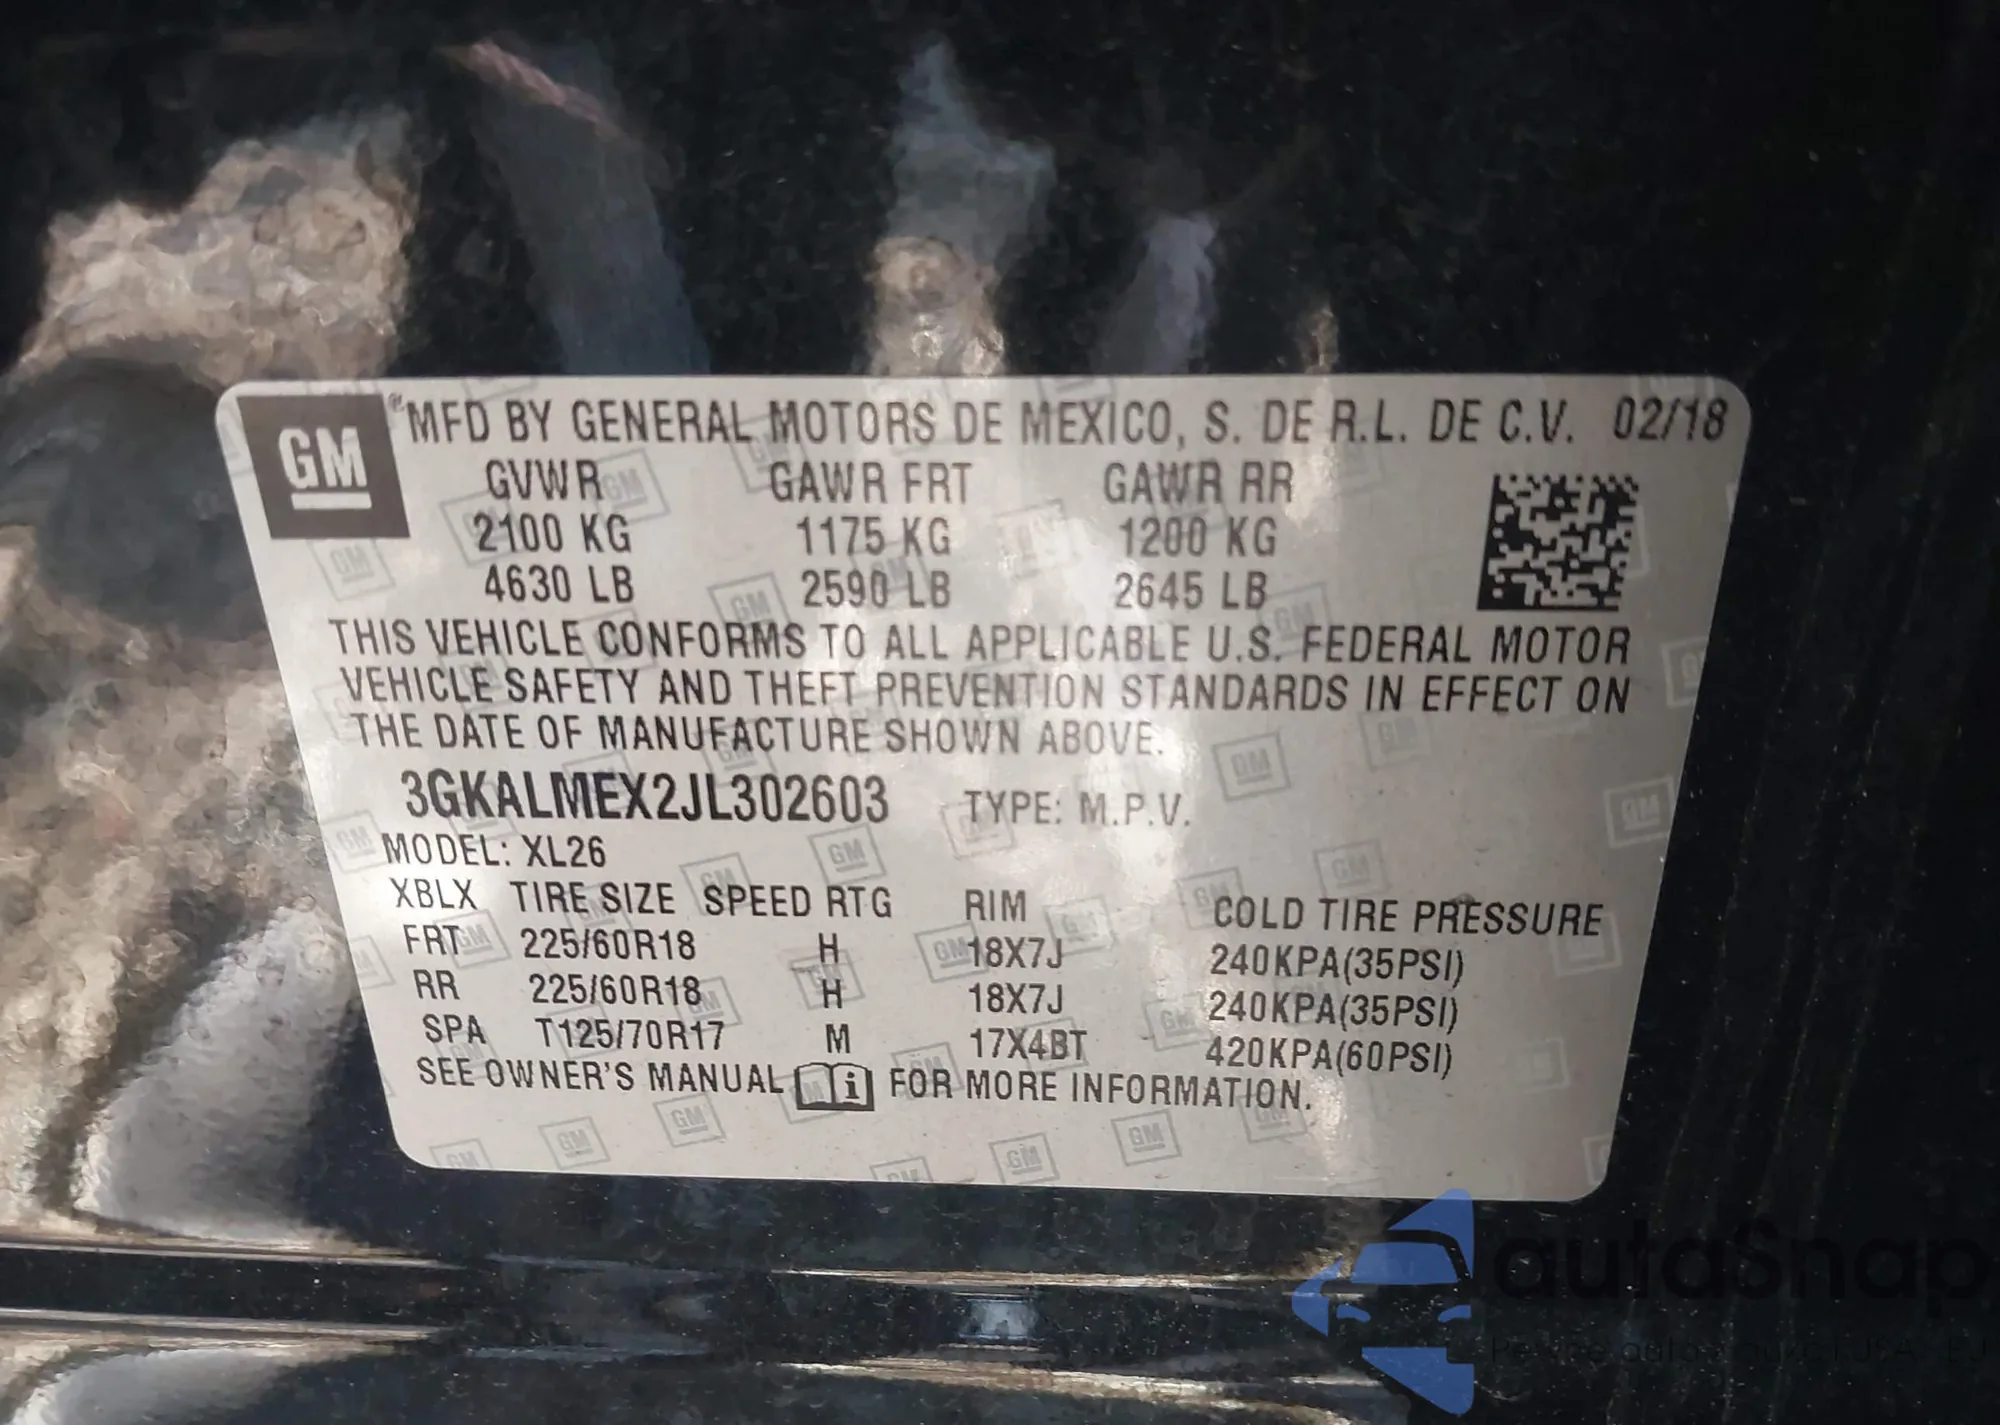 GM MFD BY GENERAL MOTORS DE MEXICO, S. DE R.L. DE C.V. 02/18
GVWR GAWR FRT GAWR RR
2100 KG 1175 KG 1200 KG
4630 LB 2590 LB 2645 LB
THIS VEHICLE CONFORMS TO ALL APPLICABLE U.S. FEDERAL MOTOR
VEHICLE SAFETY AND THEFT PREVENTION STANDARDS IN EFFECT ON
THE DATE OF MANUFACTURE SHOWN ABOVE.
3GKALMEX2JL302603 TYPE: M.P.V.
MODEL: XL26
XBLX TIRE SIZE SPEED RTG RIM COLD TIRE PRESSURE
FRT 225/60R18 H 18X7J 240KPA(35PSI)
RR 225/60R18 H 18X7J 240KPA(35PSI)
SPA T125/70R17 M 17X4BT 420KPA(60PSI)
SEE OWNER'S MANUAL i FOR MORE INFORMATION.
autoSnap